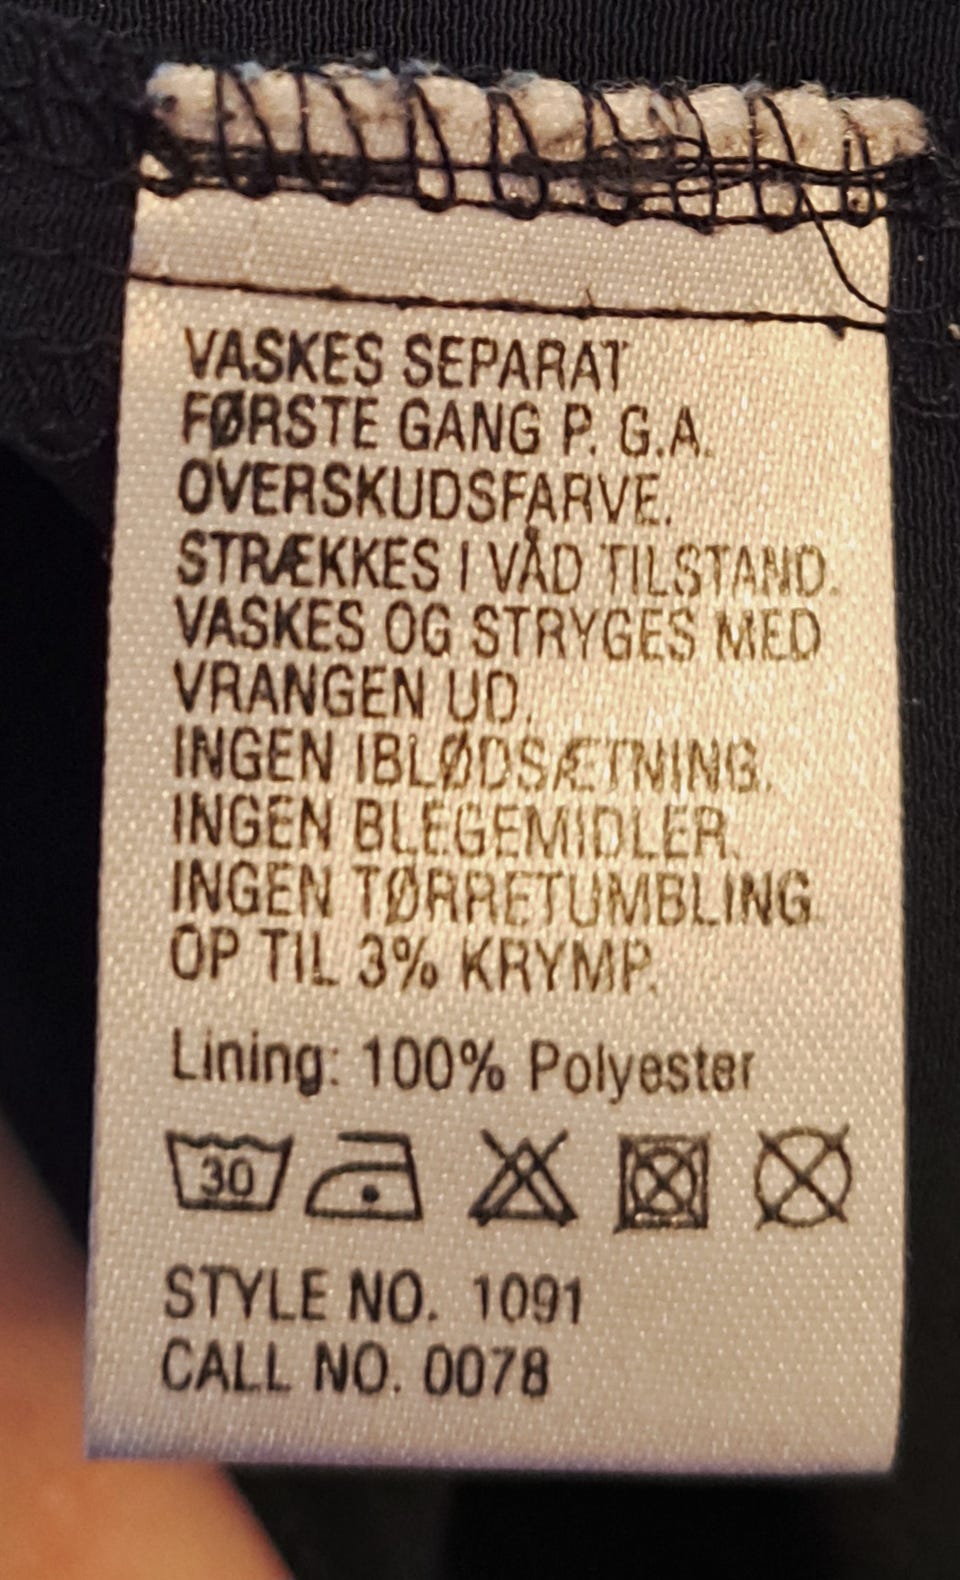 VASKES SEPARAT
FØRSTE GANG P. G.A.
OVERSKUDSFARVE.
STRÆKKES I VÅD TILSTAND.
VASKES OG STRYGES MED
VRANGEN UD.
INGEN IBLØDSÆTNING.
INGEN BLEGEMIDLER.
INGEN TØRRETUMBLING
OP TIL 3% KRYMP.
Lining: 100% Polyester
30
STYLE NO. 1091
CALL NO. 0078